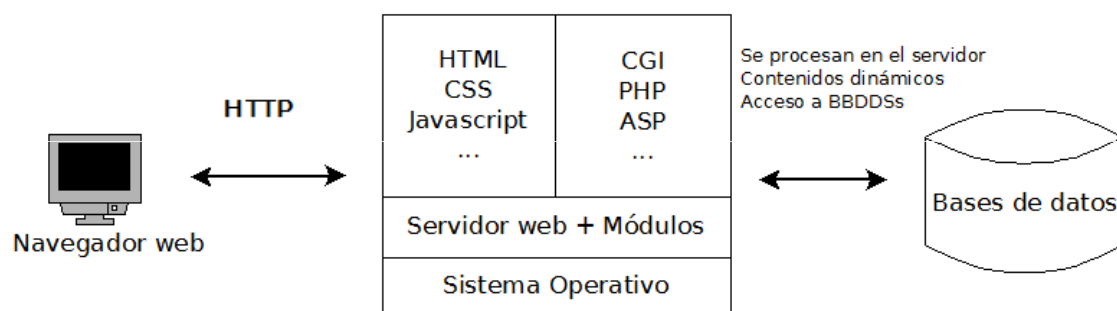 HTTP
Navegador web
HTML
CSS
Javascript
...
CGI
PHP
ASP
...
Servidor web + Módulos
Sistema Operativo
Se procesan en el servidor
Contenidos dinámicos
Acceso a BBDDSs
Bases de datos